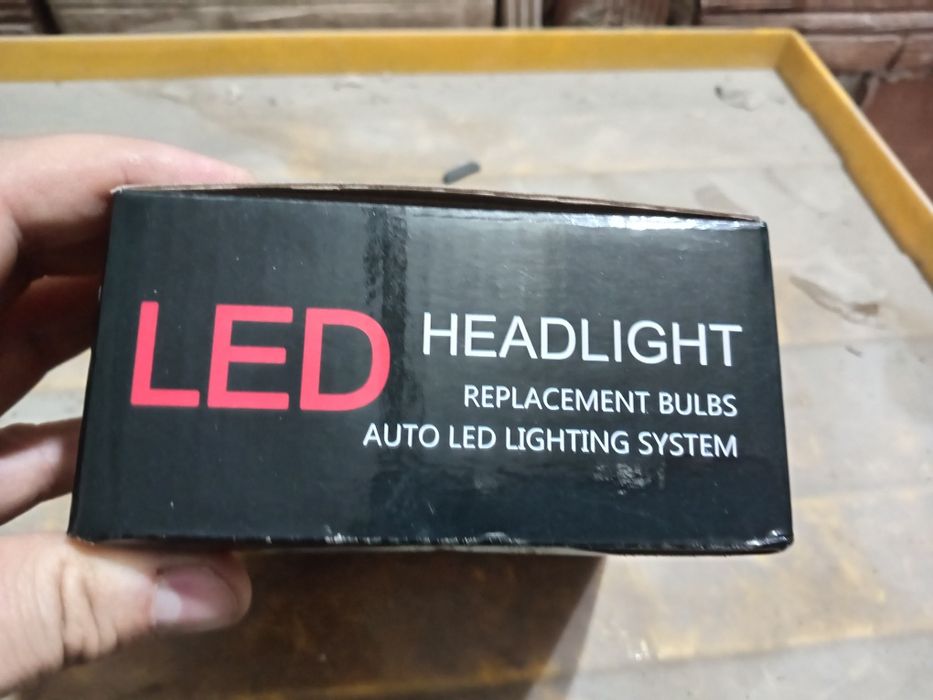 LED HEADLIGHT
REPLACEMENT BULBS
AUTO LED LIGHTING SYSTEM